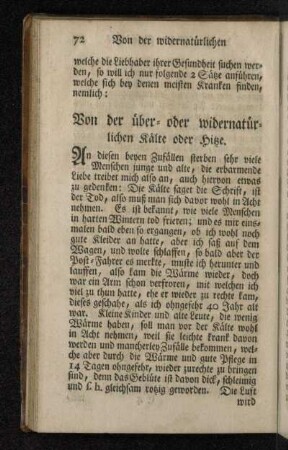 72 Von der widernatürlichen
welche die Liebhaber ihrer Gesundheit suchen wer-
den, so will ich nur folgende 2 Sätze anführen,
welche sich bey denen meisten Kranken finden,
nemlich:
Von der über- oder widernatür-
lichen Kälte oder Hitze.
An diesen beyen Zufällen sterben sehr viele
Menschen junge und alte, die erbarmende
Liebe treibet mich also an, auch hiervon etwas
zu gedenken: Die Kälte saget die Schrift, ist
der Tod, also muß man sich davor wohl in Acht
nehmen. Es ist bekannt, wie viele Menschen
in harten Wintern tod frieren; und es mir eins-
malen bald eben so ergangen, ob ich wohl noch
gute Kleider an hatte, aber ich saß auf dem
Wagen, und wolte schlaffen, so bald aber der
Post-Fahrer es merkte, muste ich herunter und
lauffen, also kam die Wärme wieder, doch
war ein Arm schon verfroren, mit welchen ich
viel zu thun hatte, ehe er wieder zu rechte kam,
dieses geschahe, als ich ohngefehr 40 Jahr alt
war. Kleine Kinder und alte Leute, die wenig
Wärme haben, soll man vor der Kälte wohl
in Acht nehmen, weil sie leichte krank davon
werden und mancherley Zufälle bekommen, wel-
che aber durch die Wärme und gute Pflege in
14 Tagen ohngefehr, wieder zurechte zu bringen
sind, denn das Geblüte ist davon dick, schleimig
und s. h. gleichsam rotzig geworden. Die Luft
wird